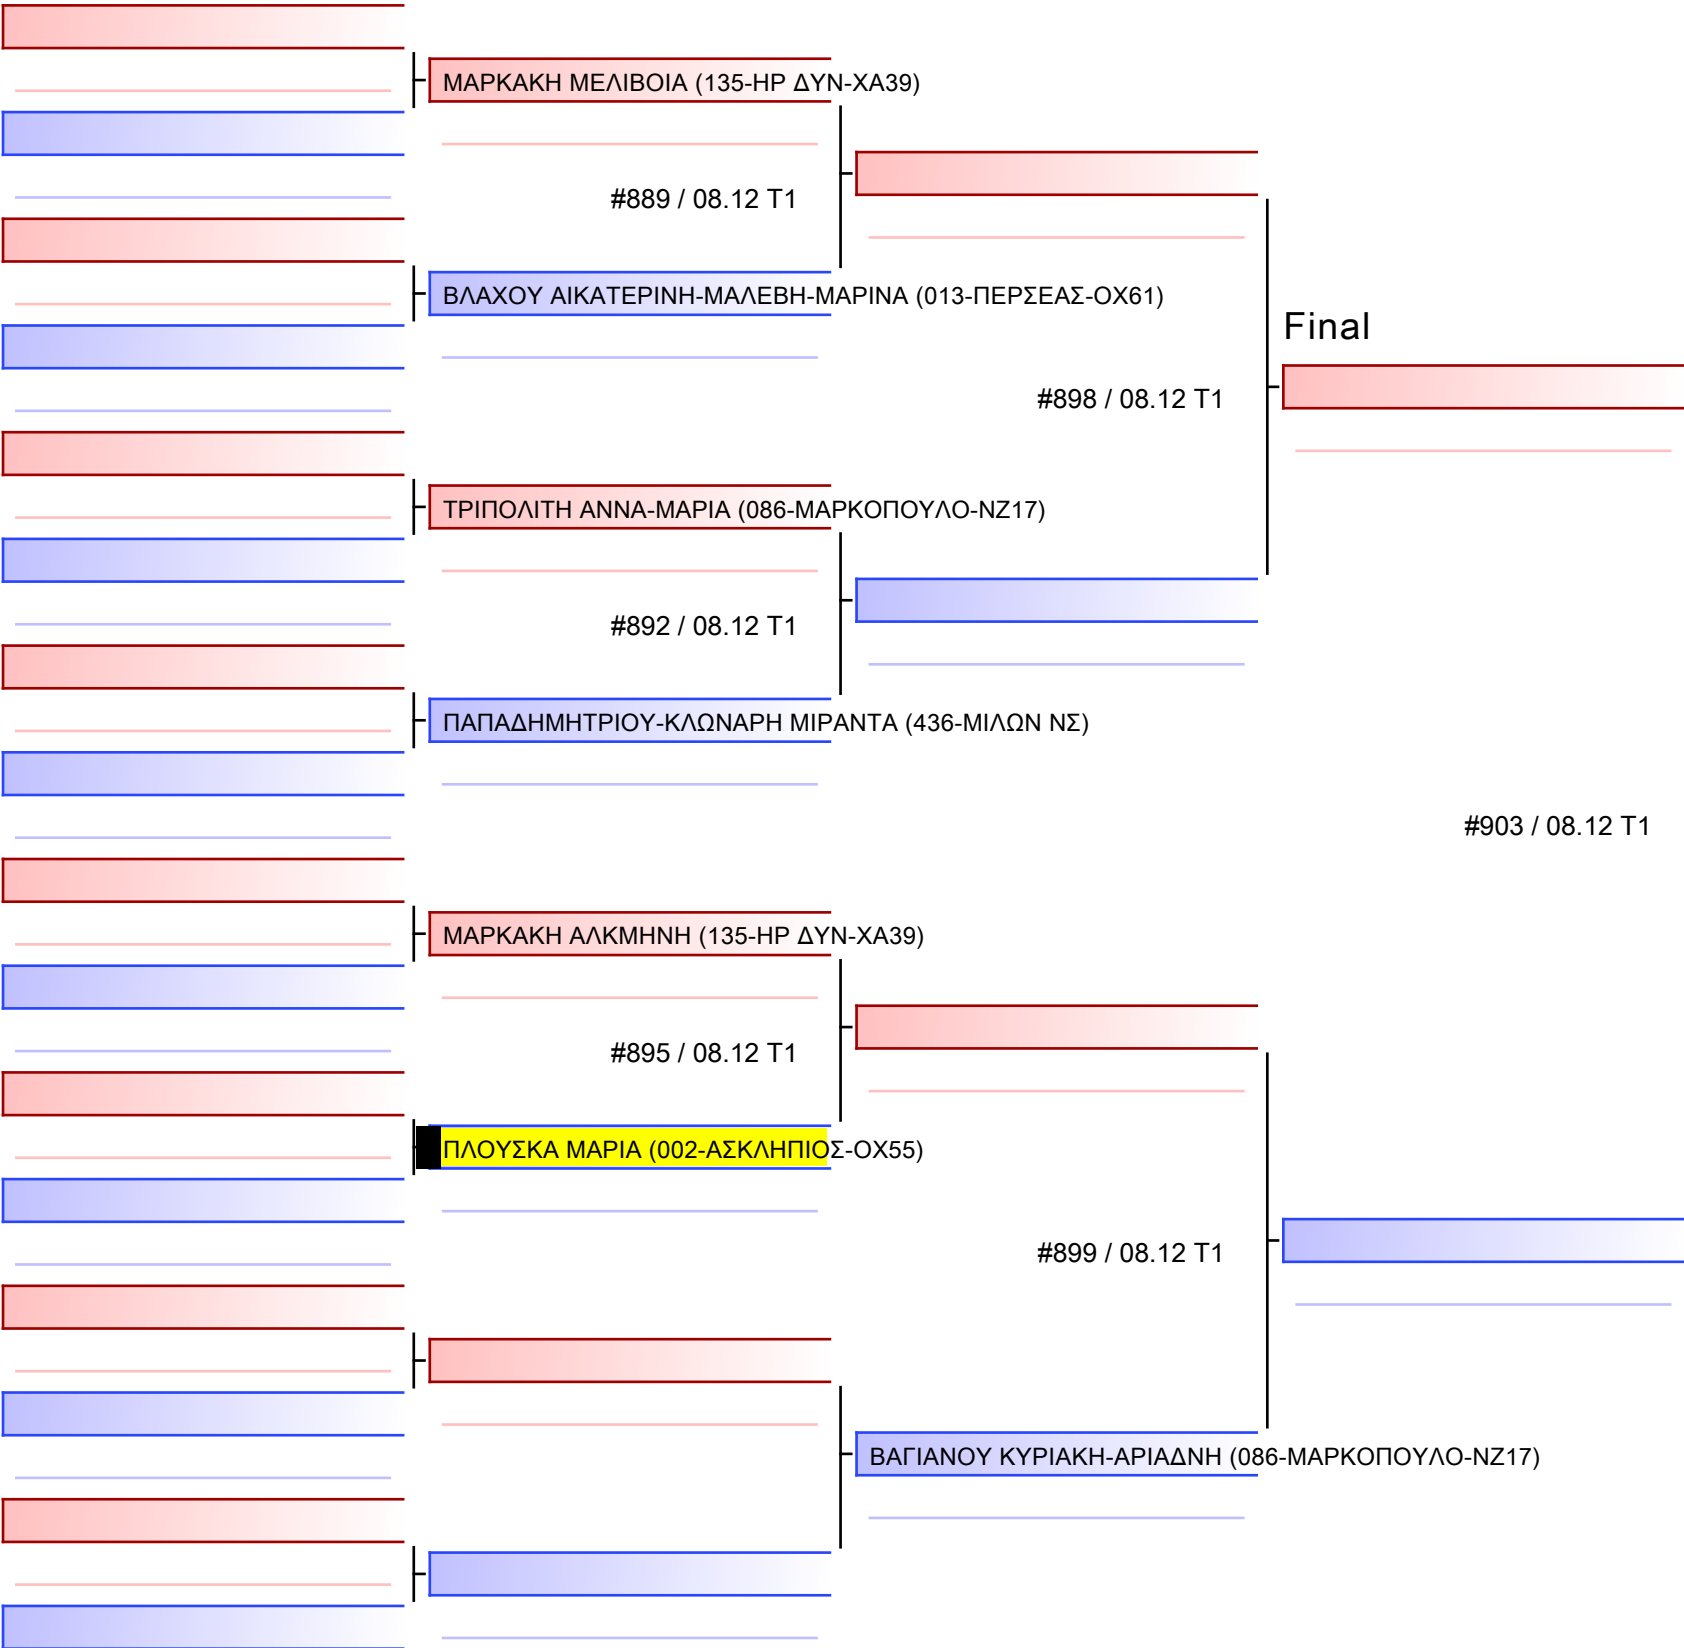 ΜΑΡΚΑΚΗ ΜΕΛΙΒΟΙΑ (135-ΗΡ ΔΥΝ-ΧΑ39)
#889 / 08.12 T1
ΒΛΑΧΟΥ ΑΙΚΑΤΕΡΙΝΗ-ΜΑΛΕΒΗ-ΜΑΡΙΝΑ (013-ΠΕΡΣΕΑΣ-ΟΧ61)
Final
#898 / 08.12 T1
ΤΡΙΠΟΛΙΤΗ ΑΝΝΑ-ΜΑΡΙΑ (086-ΜΑΡΚΟΠΟΥΛΟ-ΝΖ17)
#892 / 08.12 T1
ΠΑΠΑΔΗΜΗΤΡΙΟΥ-ΚΛΩΝΑΡΗ ΜΙΡΑΝΤΑ (436-ΜΙΛΩΝ ΝΣ)
#903 / 08.12 T1
ΜΑΡΚΑΚΗ ΑΛΚΜΗΝΗ (135-ΗΡ ΔΥΝ-ΧΑ39)
#895 / 08.12 T1
ΠΛΟΥΣΚΑ ΜΑΡΙΑ (002-ΑΣΚΛΗΠΙΟΣ-ΟΧ55)
#899 / 08.12 T1
ΒΑΓΙΑΝΟΥ ΚΥΡΙΑΚΗ-ΑΡΙΑΔΝΗ (086-ΜΑΡΚΟΠΟΥΛΟ-ΝΖ17)